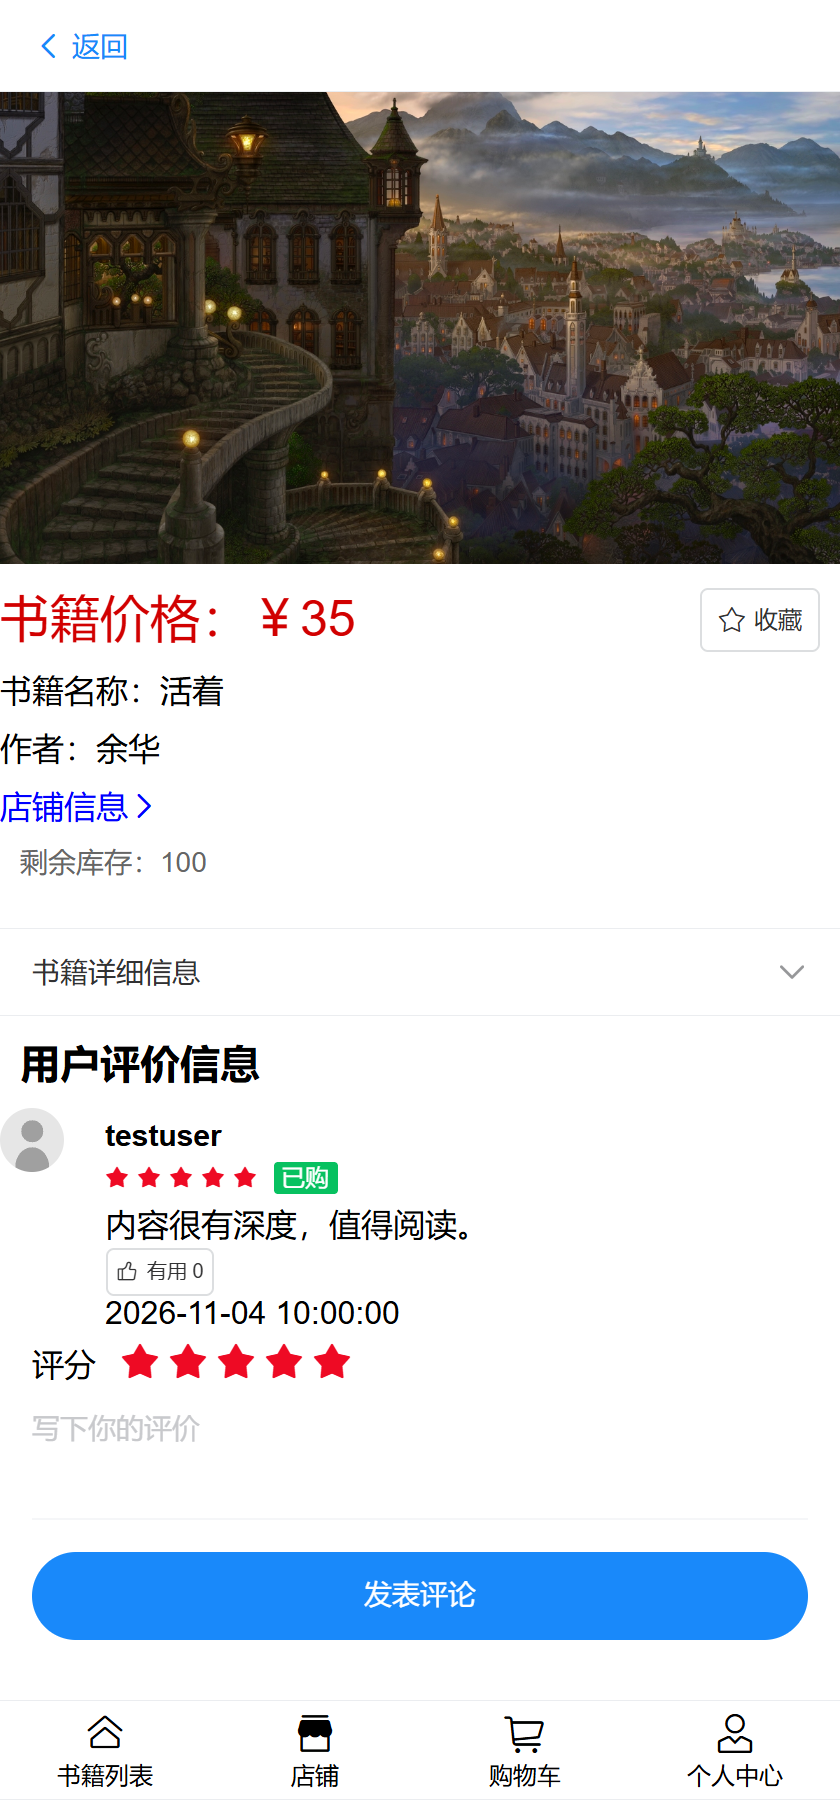 返回
书籍价格：￥35
收藏
书籍名称：活着
作者：余华
店铺信息
剩余库存：100
书籍详细信息
用户评价信息
testuser
已购
内容很有深度，值得阅读。
有用 0
2026-11-04 10:00:00
评分
写下你的评价
发表评论
书籍列表
店铺
购物车
个人中心